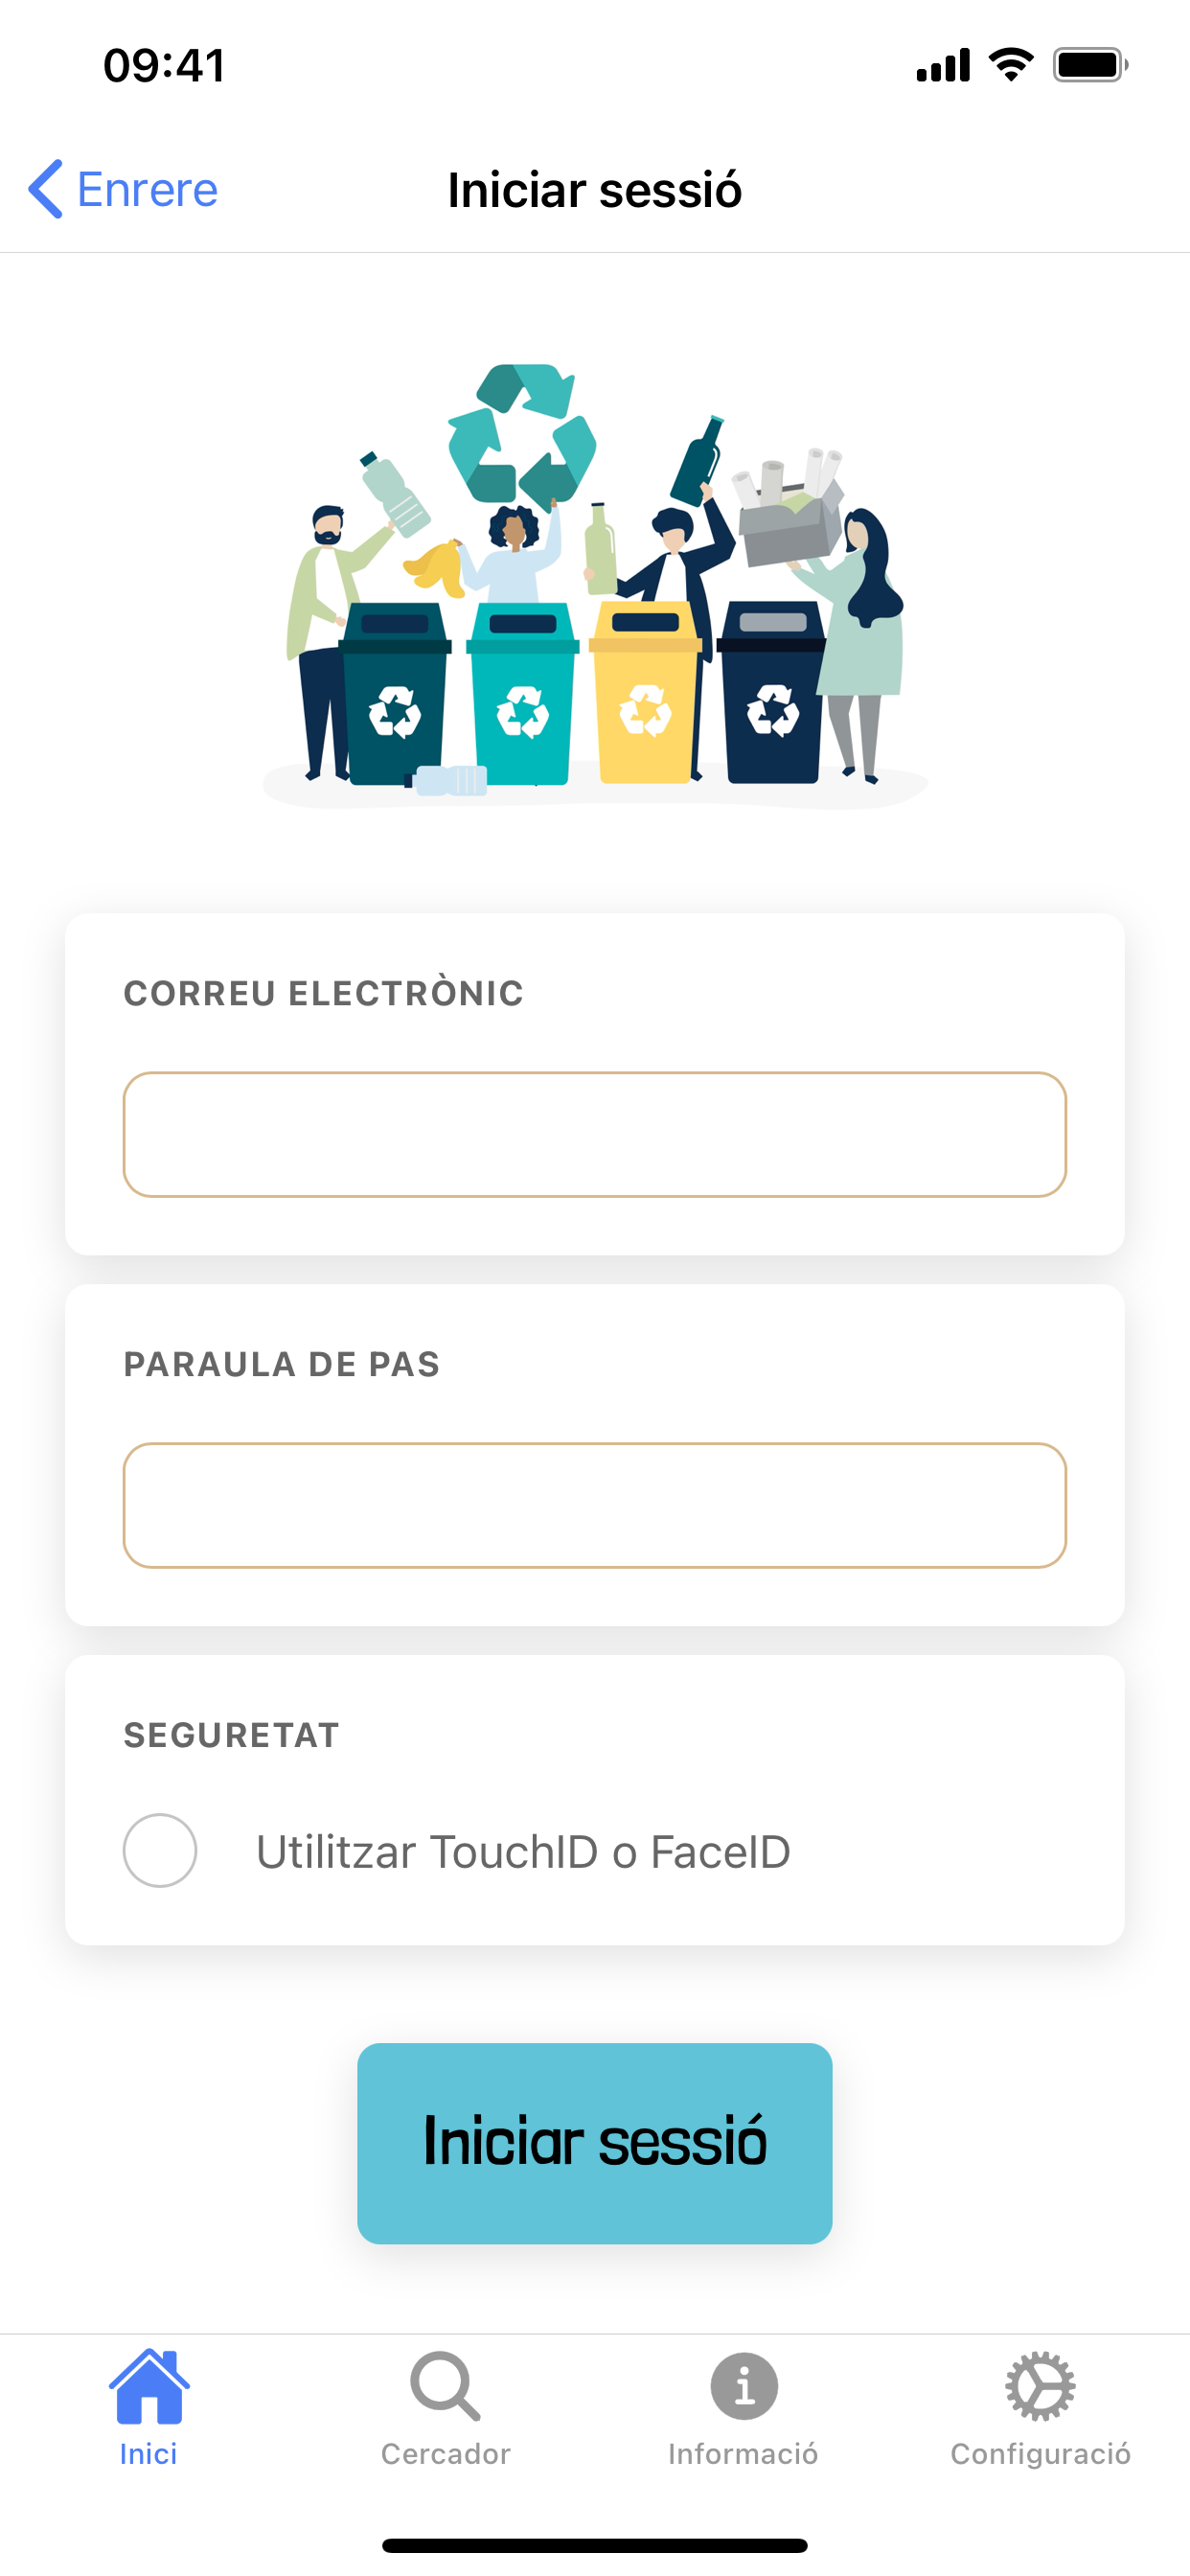 09:41
Enrere
Iniciar sessió
CORREU ELECTRÒNIC
PARAULA DE PAS
SEGURETAT
Utilitzar TouchID o FaceID
Iniciar sessió
Inici
Cercador
Informació
Configuració